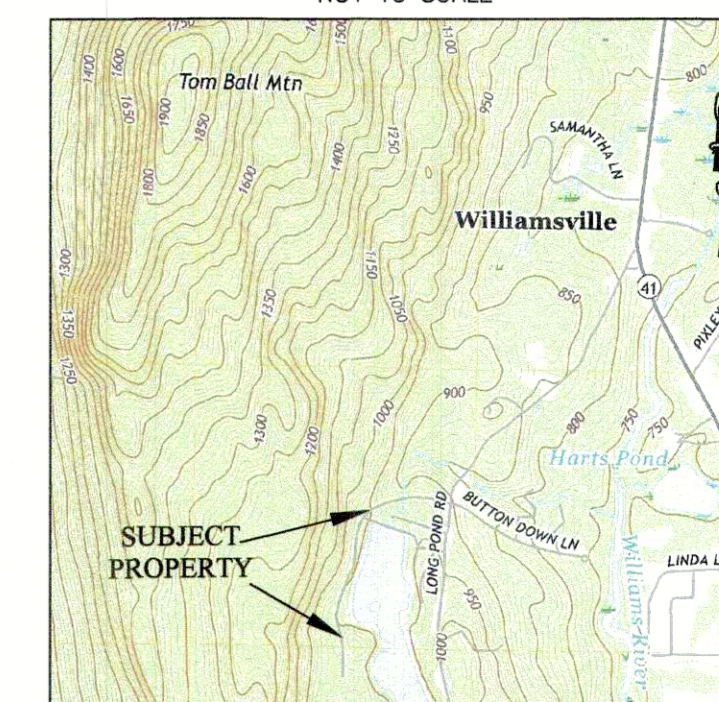 NOT TO SCALE
1750
1500
1100
1400
1600
Tom Ball Mtn
800
1650
1900
950
1850
1250
SAMANTHA LN
1400
1800
1600
Williamsville
1300
1150
850
41
1350
1050
1350
PIXLEY
1250
900
1000
1300
1200
800
750
750
Harts Pond
SUBJECT
PROPERTY
LONG POND RD
BUTTON DOWN LN
Williams River
LINDA L
950
1000